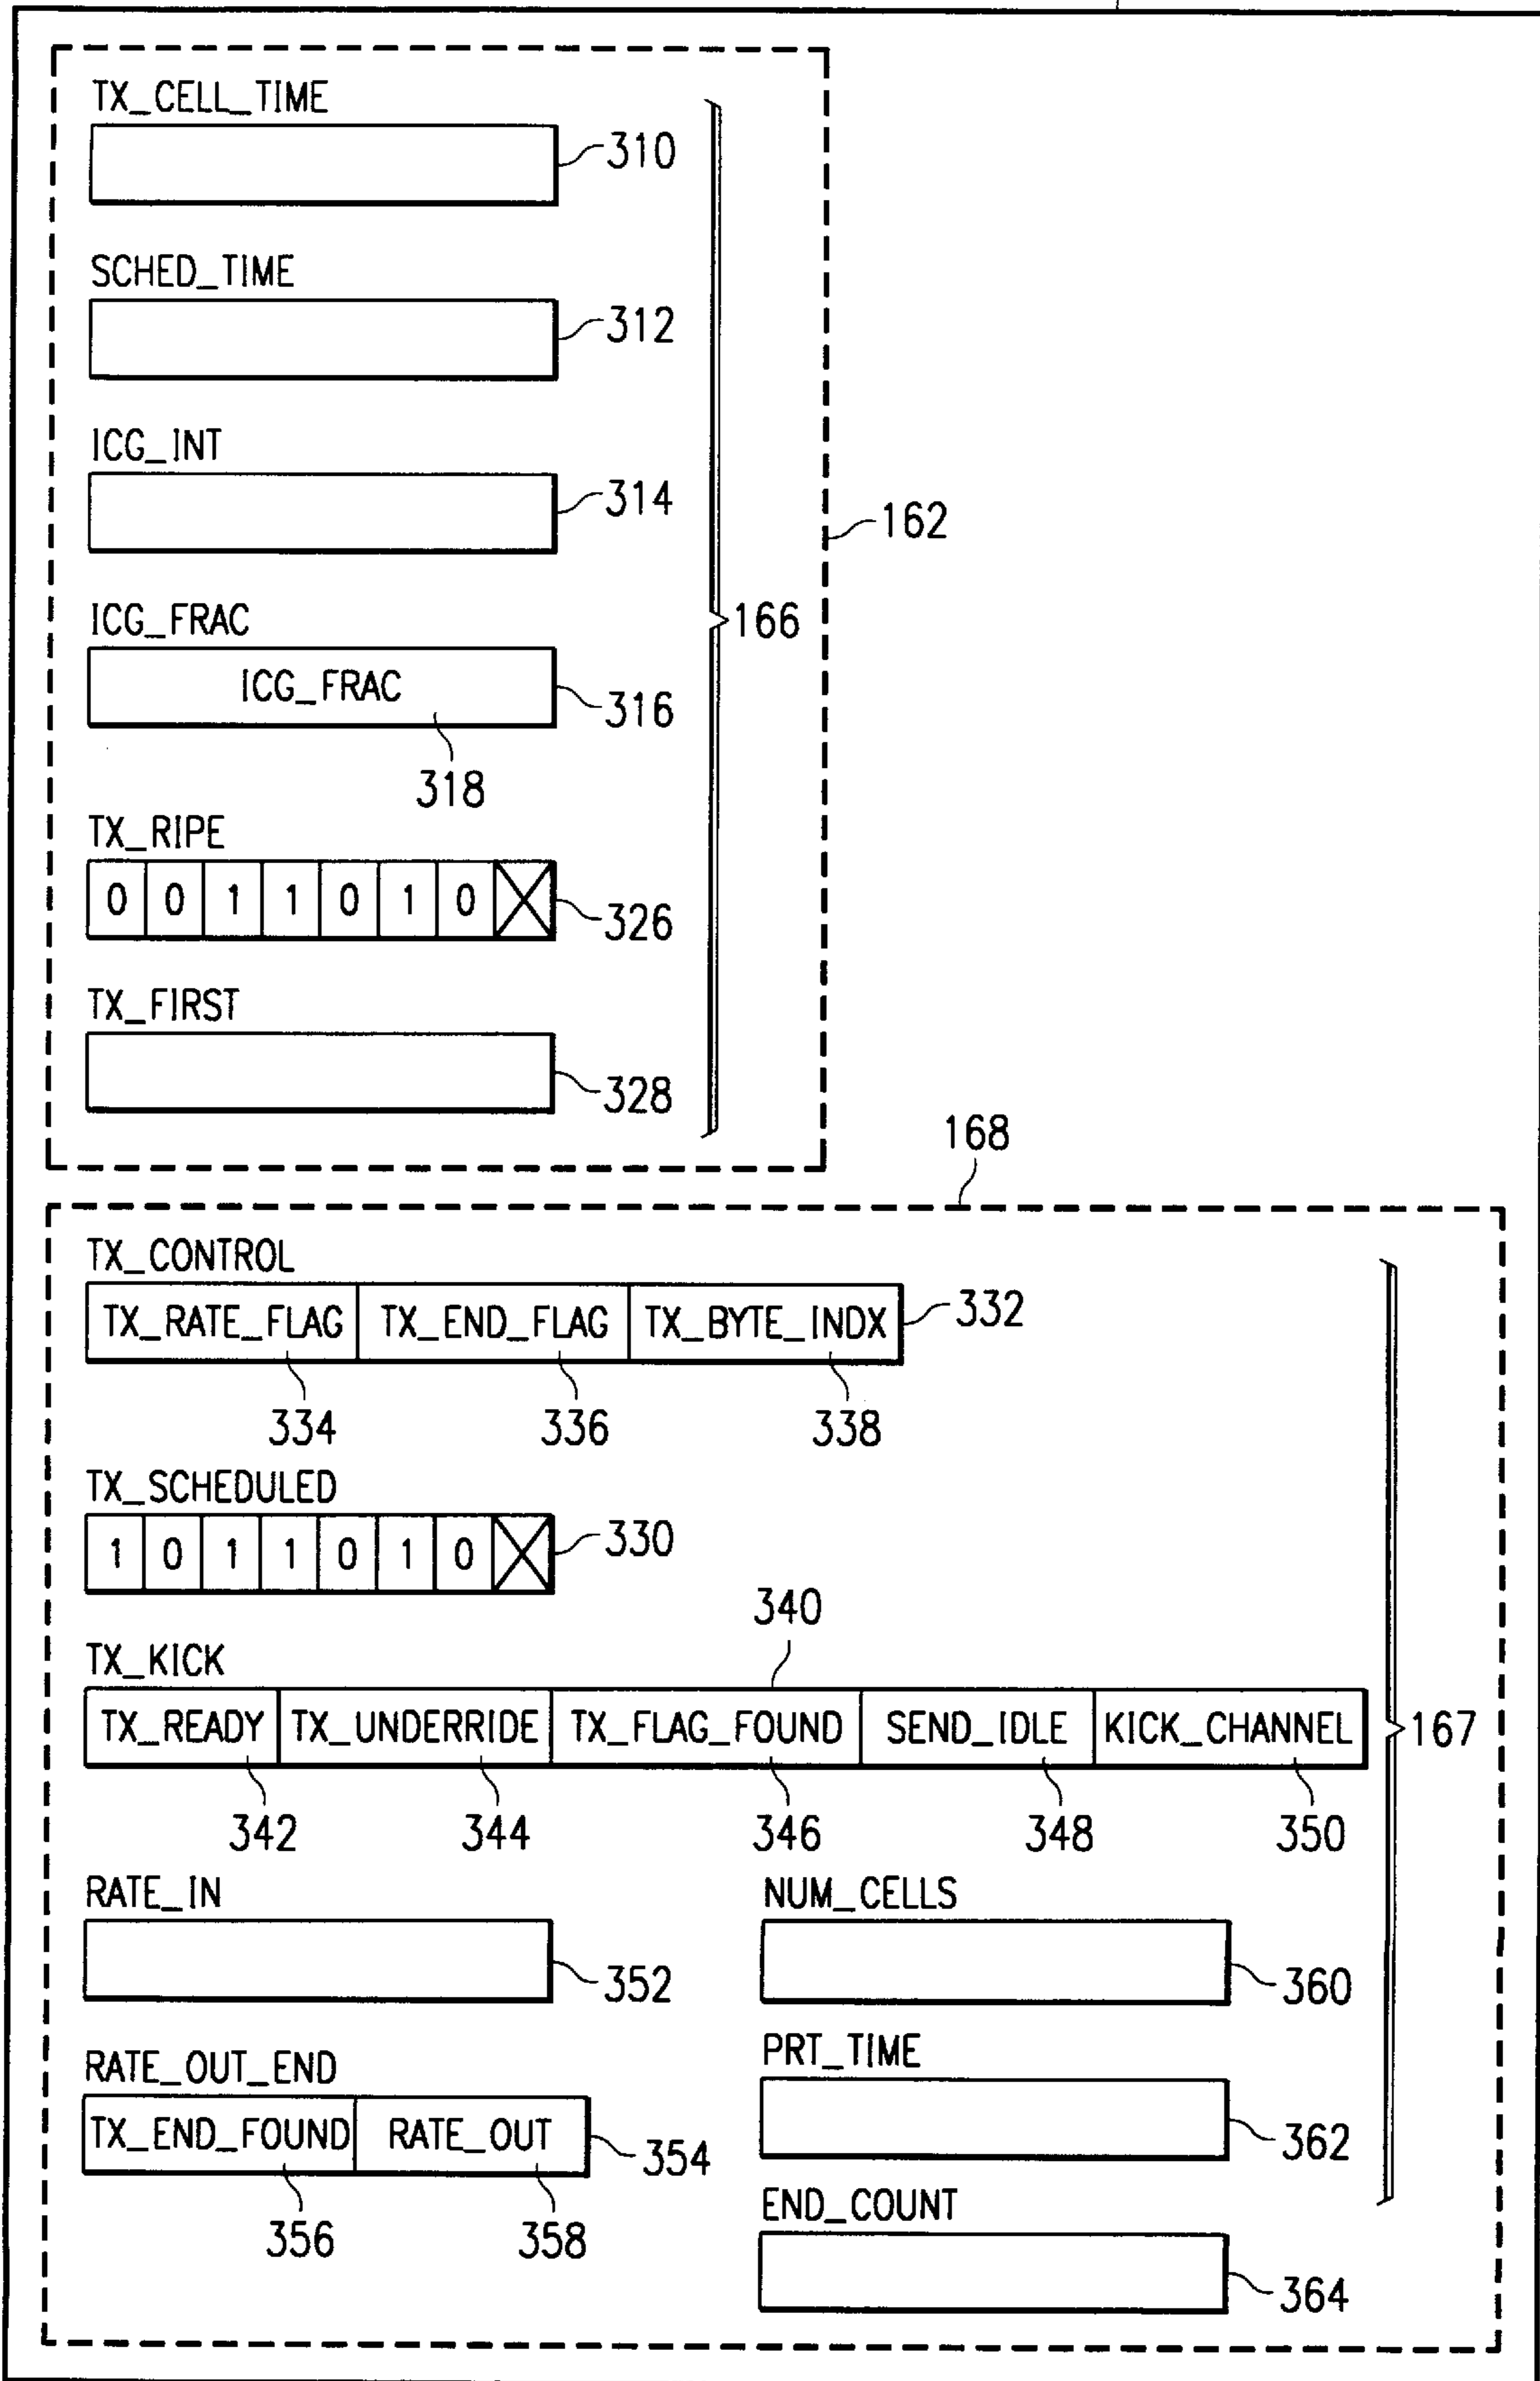 TX_CELL_TIME
310
SCHED_TIME
312
ICG_INT
314
162
ICG_FRAC
166
ICG_FRAC
316
318
TX_RIPE
0 0 1 1 0 1 0
326
TX_FIRST
328
168
TX_CONTROL
TX_RATE_FLAG TX_END_FLAG TX_BYTE_INDX
332
334 336 338
TX_SCHEDULED
1 0 1 1 0 1 0
330
340
TX_KICK
TX_READY TX_UNDERRIDE TX_FLAG_FOUND SEND_IDLE KICK_CHANNEL
167
342 344 346 348 350
RATE_IN
352
NUM_CELLS
360
RATE_OUT_END
TX_END_FOUND RATE_OUT
354
356 358
PRT_TIME
362
END_COUNT
364